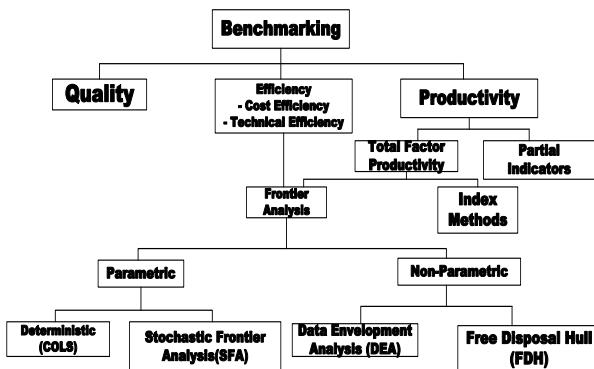 Benchmarking
Quality
Efficiency
- Cost Efficiency
- Technical Efficiency
Productivity
Total Factor
Productivity
Partial
Indicators
Frontier
Analysis
Index
Methods
Parametric
Non-Parametric
Deterministic
(COLS)
Stochastic Frontier
Analysis(SFA)
Data Envelopment
Analysis (DEA)
Free Disposal Hull
(FDH)